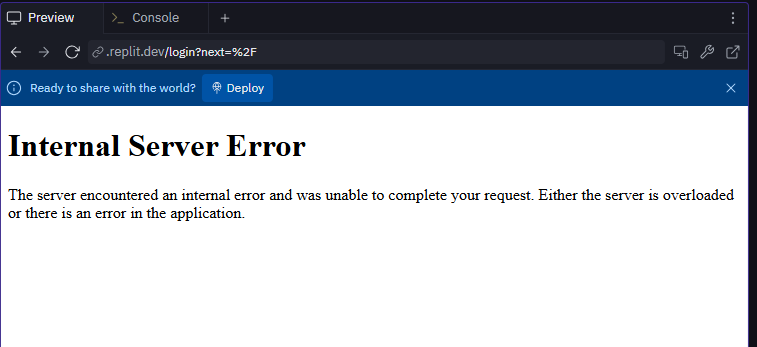 Preview
>_ Console
.replit.dev/login?next=%2F
Ready to share with the world?
Deploy
Internal Server Error
The server encountered an internal error and was unable to complete your request. Either the server is overloaded
or there is an error in the application.